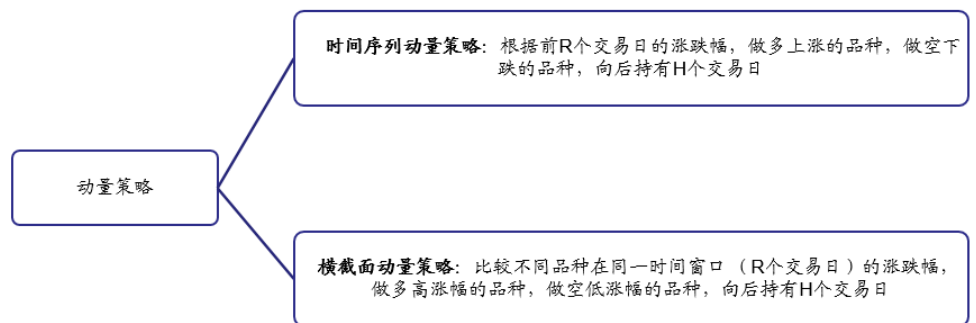 时间序列动量策略：根据前R个交易日的涨跌幅，做多上涨的品种，做空下
跌的品种，向后持有H个交易日
动量策略
横截面动量策略：比较不同品种在同一时间窗口（R个交易日）的涨跌幅，
做多高涨幅的品种，做空低涨幅的品种，向后持有H个交易日